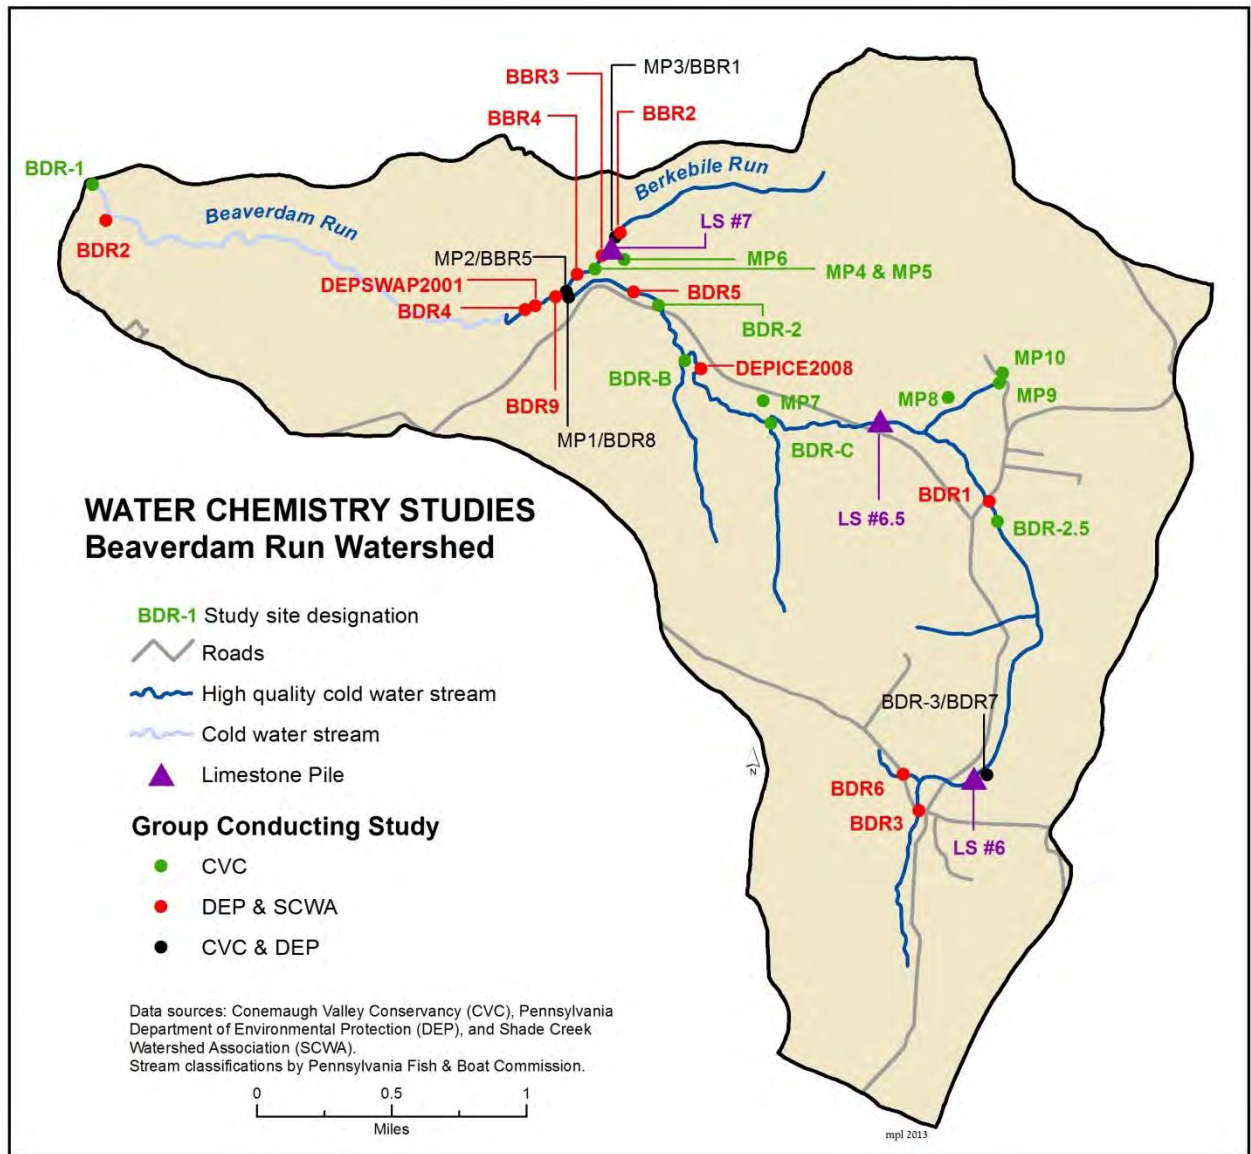 MP3/BBR1
BBR3
BBR2
BBR4
BDR-1
Berkebile Run
Beaverdam Run
LS #7
BDR2
MP2/BBR5
MP6
MP4 & MP5
DEPSWAP2001
BDR5
BDR4
BDR-2
MP10
DEPICE2008
BDR-B
MP9
MP8
MP7
BDR9
MP1/BDR8
BDR-C
BDR1
LS #6.5
BDR-2.5
WATER CHEMISTRY STUDIES
Beaverdam Run Watershed
BDR-1 Study site designation
Roads
High quality cold water stream
Cold water stream
Limestone Pile
BDR-3/BDR7
N
BDR6
BDR3
LS #6
Group Conducting Study
CVC
DEP & SCWA
CVC & DEP
Data sources: Conemaugh Valley Conservancy (CVC), Pennsylvania
Department of Environmental Protection (DEP), and Shade Creek
Watershed Association (SCWA).
Stream classifications by Pennsylvania Fish & Boat Commission.
0 0.5 1
Miles
mpl 2013